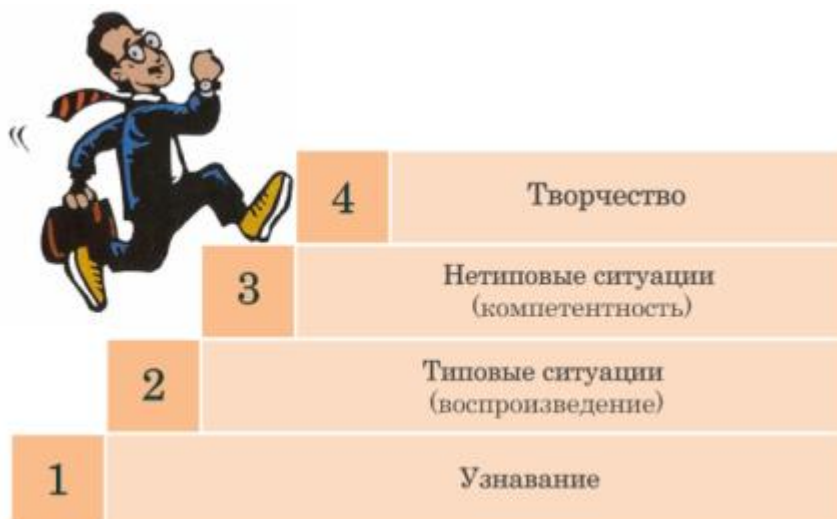 4
Творчество
3
Нетиповые ситуации
(компетентность)
2
Типовые ситуации
(воспроизведение)
1
Узнавание